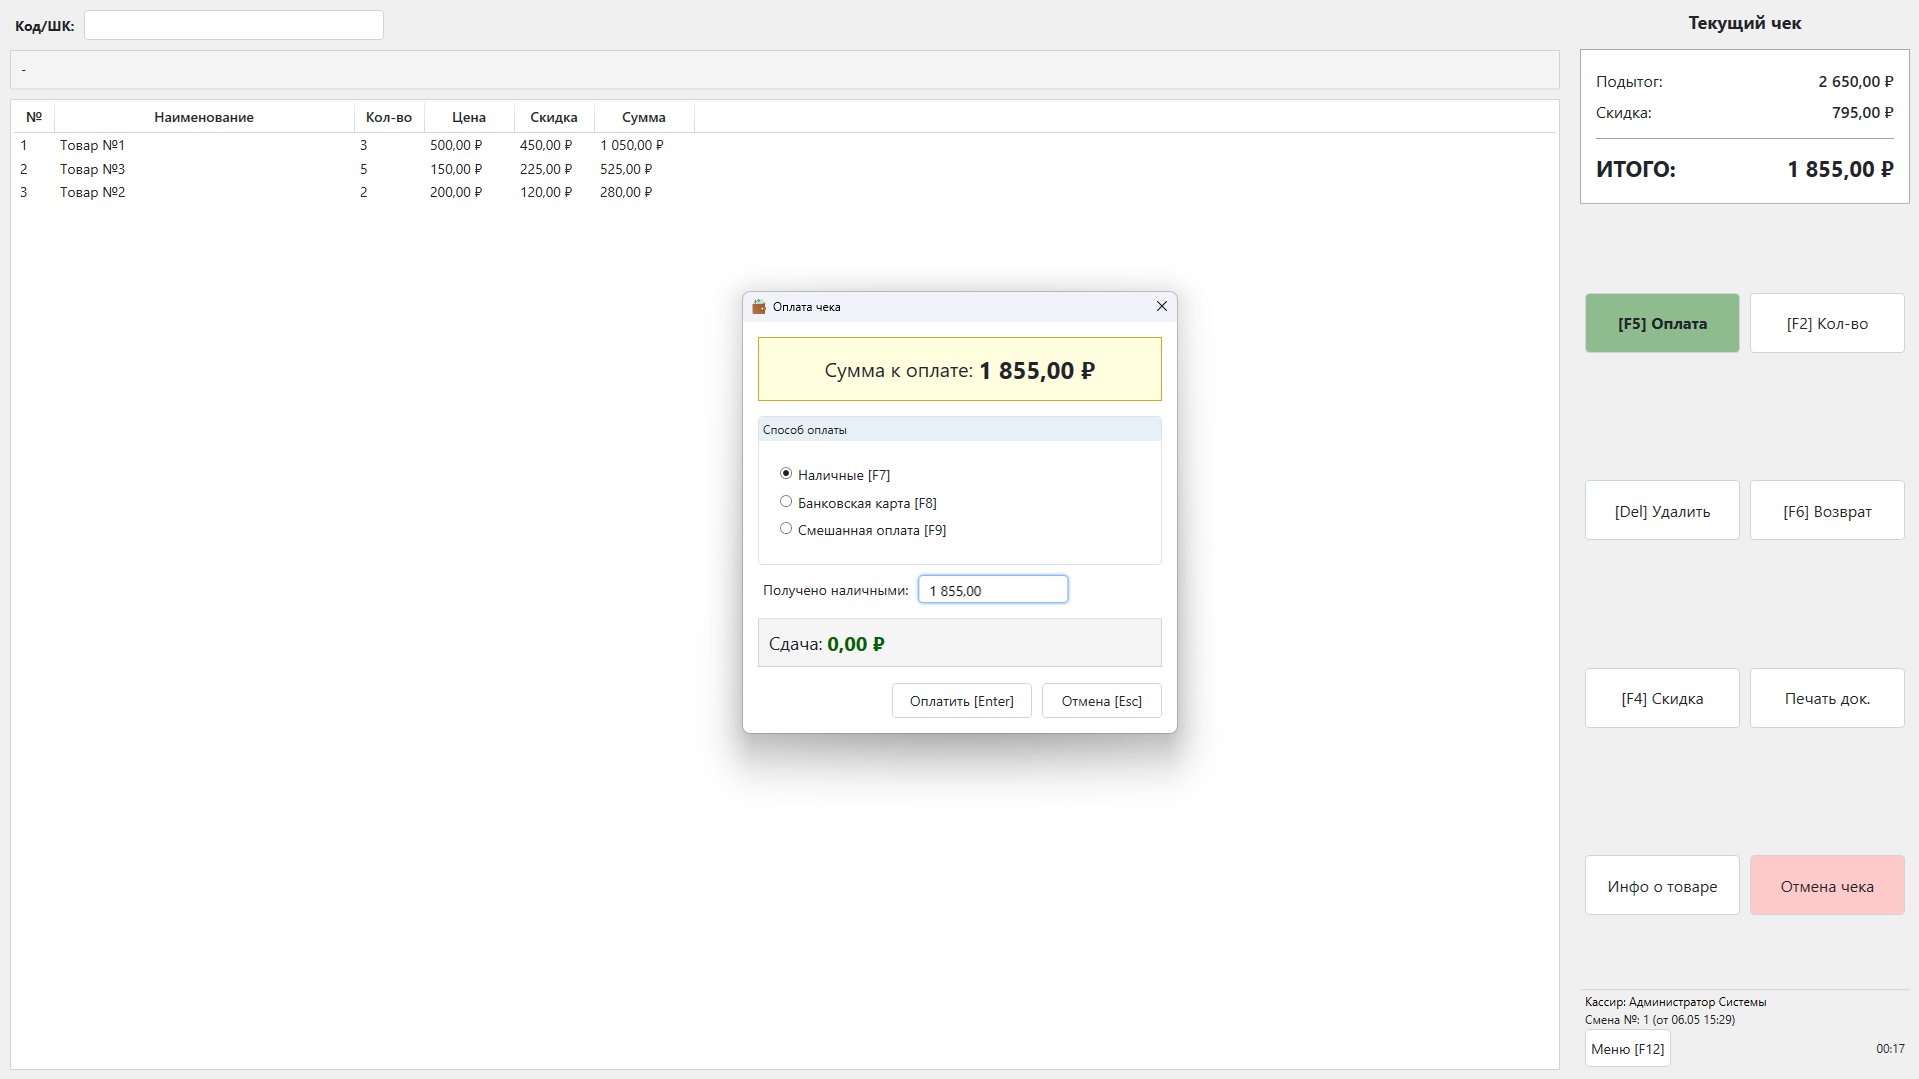 Код/ШК:
-
№ Наименование Кол-во Цена Скидка Сумма
1 Товар №1 3 500,00 ₽ 450,00 ₽ 1 050,00 ₽
2 Товар №3 5 150,00 ₽ 225,00 ₽ 525,00 ₽
3 Товар №2 2 200,00 ₽ 120,00 ₽ 280,00 ₽
Оплата чека
Сумма к оплате: 1 855,00 ₽
Способ оплаты
Наличные [F7]
Банковская карта [F8]
Смешанная оплата [F9]
Получено наличными: 1 855,00
Сдача: 0,00 ₽
Оплатить [Enter] Отмена [Esc]
Текущий чек
Подытог: 2 650,00 ₽
Скидка: 795,00 ₽
ИТОГО: 1 855,00 ₽
[F5] Оплата [F2] Кол-во
[Del] Удалить [F6] Возврат
[F4] Скидка Печать док.
Инфо о товаре Отмена чека
Кассир: Администратор Системы
Смена №: 1 (от 06.05 15:29)
Меню [F12] 00:17